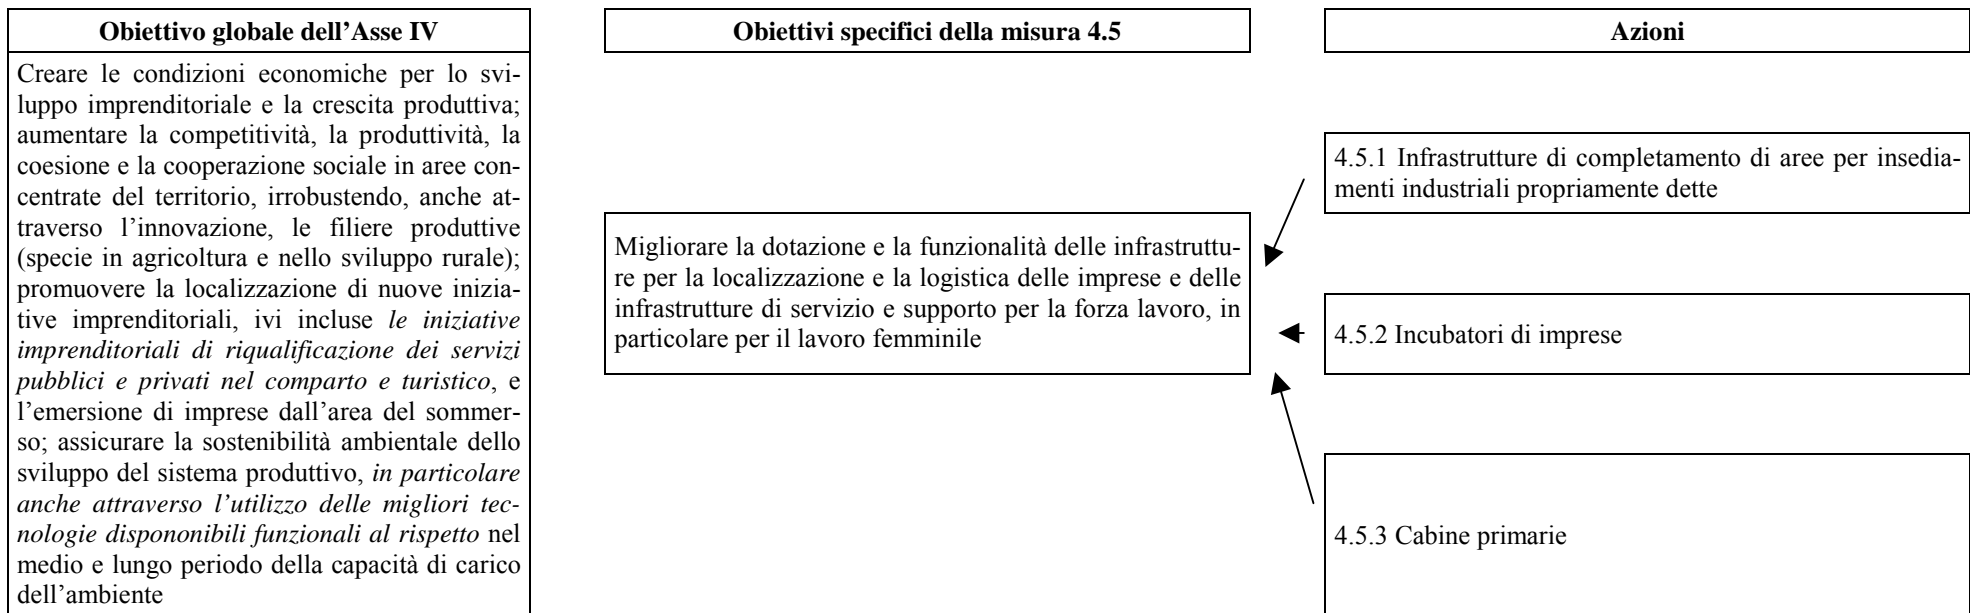 Obiettivo globale dell’Asse IV
Creare le condizioni economiche per lo svi-
luppo imprenditoriale e la crescita produttiva;
aumentare la competitività, la produttività, la
coesione e la cooperazione sociale in aree con-
centrate del territorio, irrobustendo, anche at-
traverso l’innovazione, le filiere produttive
(specie in agricoltura e nello sviluppo rurale);
promuovere la localizzazione di nuove inizia-
tive imprenditoriali, ivi incluse le iniziative
imprenditoriali di riqualificazione dei servizi
pubblici e privati nel comparto e turistico, e
l’emersione di imprese dall’area del sommer-
so; assicurare la sostenibilità ambientale dello
sviluppo del sistema produttivo, in particolare
anche attraverso l’utilizzo delle migliori tec-
nologie dispononibili funzionali al rispetto nel
medio e lungo periodo della capacità di carico
dell’ambiente
Obiettivi specifici della misura 4.5
Migliorare la dotazione e la funzionalità delle infrastruttu-
re per la localizzazione e la logistica delle imprese e delle
infrastrutture di servizio e supporto per la forza lavoro, in
particolare per il lavoro femminile
Azioni
4.5.1 Infrastrutture di completamento di aree per insedia-
menti industriali propriamente dette
4.5.2 Incubatori di imprese
4.5.3 Cabine primarie